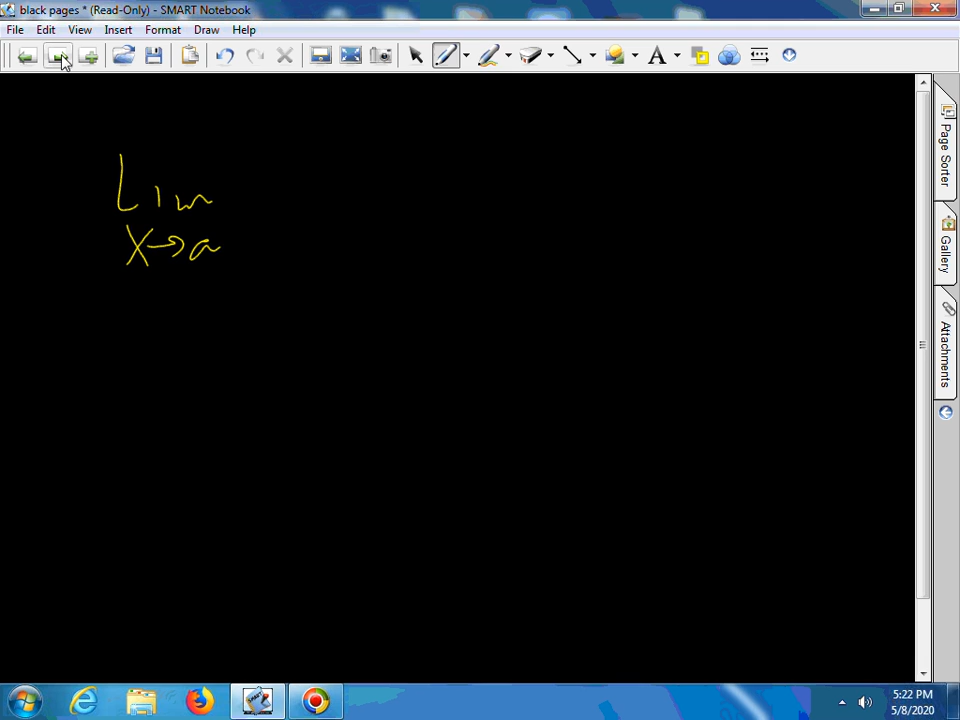 black pages * (Read-Only) - SMART Notebook
File Edit View Insert Format Draw Help
Lim
X→a
Page Sorter
Gallery
Attachments
5:22 PM
5/8/2020